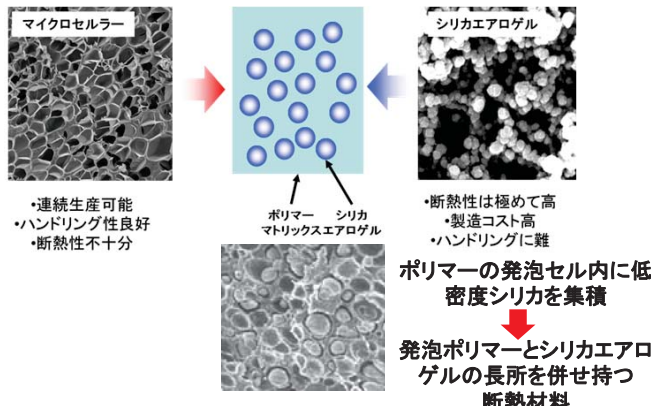 マイクロセルラー
シリカエアロゲル
•連続生産可能
•ハンドリング性良好
•断熱性不十分
ポリマー シリカ
マトリックスエアロゲル
•断熱性は極めて高
•製造コスト高
•ハンドリングに難
ポリマーの発泡セル内に低
密度シリカを集積
発泡ポリマーとシリカエアロ
ゲルの長所を併せ持つ
断熱材料